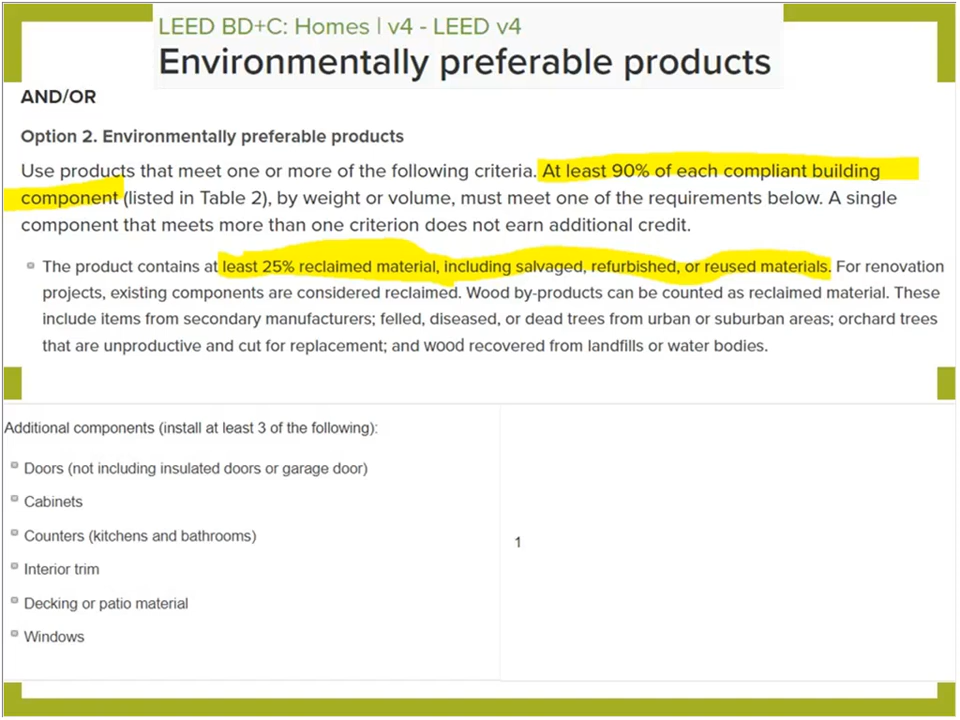 LEED BD+C: Homes | v4 - LEED v4
Environmentally preferable products
AND/OR
Option 2. Environmentally preferable products
Use products that meet one or more of the following criteria. At least 90% of each compliant building
component (listed in Table 2), by weight or volume, must meet one of the requirements below. A single
component that meets more than one criterion does not earn additional credit.
The product contains at least 25% reclaimed material, including salvaged, refurbished, or reused materials. For renovation
projects, existing components are considered reclaimed. Wood by-products can be counted as reclaimed material. These
include items from secondary manufacturers; felled, diseased, or dead trees from urban or suburban areas; orchard trees
that are unproductive and cut for replacement; and wood recovered from landfills or water bodies.
Additional components (install at least 3 of the following):
Doors (not including insulated doors or garage door)
Cabinets
Counters (kitchens and bathrooms)
1
Interior trim
Decking or patio material
Windows